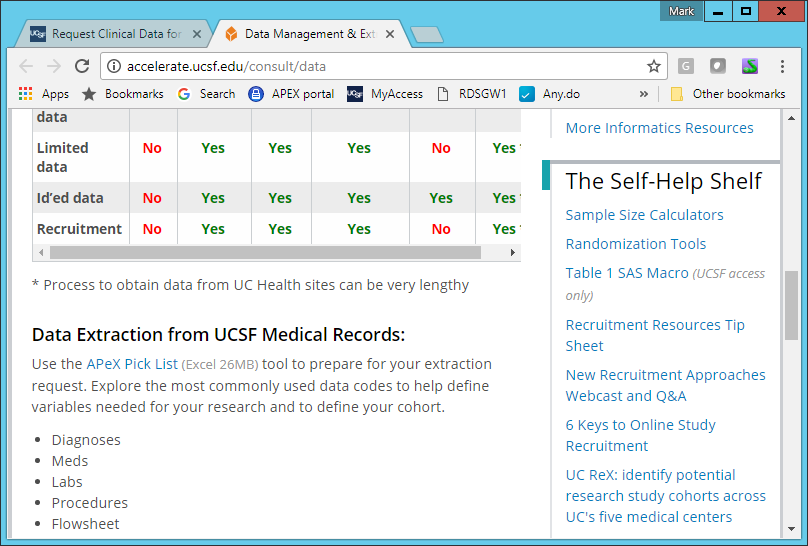 Mark
UCSF Request Clinical Data for
Data Management & Ext
accelerate.ucsf.edu/consult/data
G
Apps Bookmarks G Search APEX portal UCSF MyAccess RDSGW1 Any.do » Other bookmarks
data
Limited data No Yes Yes Yes No Yes
Id'ed data No Yes Yes Yes Yes Yes
Recruitment No Yes Yes Yes No Yes
* Process to obtain data from UC Health sites can be very lengthy
Data Extraction from UCSF Medical Records:
Use the APeX Pick List (Excel 26MB) tool to prepare for your extraction
request. Explore the most commonly used data codes to help define
variables needed for your research and to define your cohort.
• Diagnoses
• Meds
• Labs
• Procedures
• Flowsheet
More Informatics Resources
The Self-Help Shelf
Sample Size Calculators
Randomization Tools
Table 1 SAS Macro (UCSF access
only)
Recruitment Resources Tip
Sheet
New Recruitment Approaches
Webcast and Q&A
6 Keys to Online Study
Recruitment
UC ReX: identify potential
research study cohorts across
UC's five medical centers